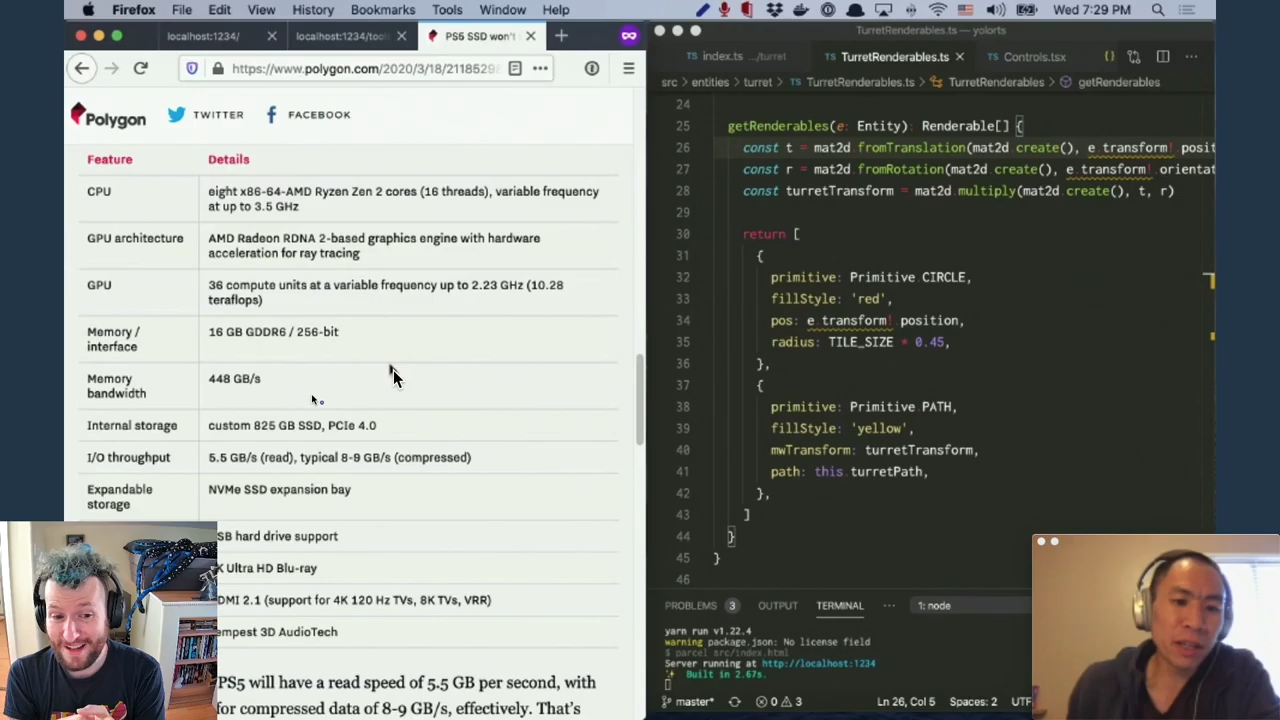 Firefox File Edit View History Bookmarks Tools Window Help Wed 7:29 PM
localhost:1234/ localhost:1234/tools PS5 SSD won't
https://www.polygon.com/2020/3/18/2118529
Polygon TWITTER FACEBOOK
Feature Details
CPU eight x86-64-AMD Ryzen Zen 2 cores (16 threads), variable frequency
at up to 3.5 GHz
GPU architecture AMD Radeon RDNA 2-based graphics engine with hardware
acceleration for ray tracing
GPU 36 compute units at a variable frequency up to 2.23 GHz (10.28
teraflops)
Memory / 16 GB GDDR6 / 256-bit
interface
Memory 448 GB/s
bandwidth
Internal storage custom 825 GB SSD, PCIe 4.0
I/O throughput 5.5 GB/s (read), typical 8-9 GB/s (compressed)
Expandable NVMe SSD expansion bay
storage
SB hard drive support
K Ultra HD Blu-ray
DMI 2.1 (support for 4K 120 Hz TVs, 8K TVs, VRR)
empest 3D AudioTech
PS5 will have a read speed of 5.5 GB per second, with
for compressed data of 8-9 GB/s, effectively. That's
TurretRenderables.ts — yolorts
index.ts .../turret TurretRenderables.ts Controls.tsx
src > entities > turret > TurretRenderables.ts > TurretRenderables > getRenderables
24
25 getRenderables(e: Entity): Renderable[] {
26 const t = mat2d.fromTranslation(mat2d.create(), e.transform!.posit
27 const r = mat2d.fromRotation(mat2d.create(), e.transform!.orientat
28 const turretTransform = mat2d.multiply(mat2d.create(), t, r)
29
30 return [
31 {
32 primitive: Primitive.CIRCLE,
33 fillStyle: 'red',
34 pos: e.transform!.position,
35 radius: TILE_SIZE * 0.45,
36 },
37 {
38 primitive: Primitive.PATH,
39 fillStyle: 'yellow',
40 mwTransform: turretTransform,
41 path: this.turretPath,
42 },
43 ]
44 }
45 }
46
PROBLEMS 3 OUTPUT TERMINAL ... 1: node
yarn run v1.22.4
warning package.json: No license field
$ parcel src/index.html
Server running at http://localhost:1234
Built in 2.67s.
master* 0 3 Ln 26, Col 5 Spaces: 2 UTF